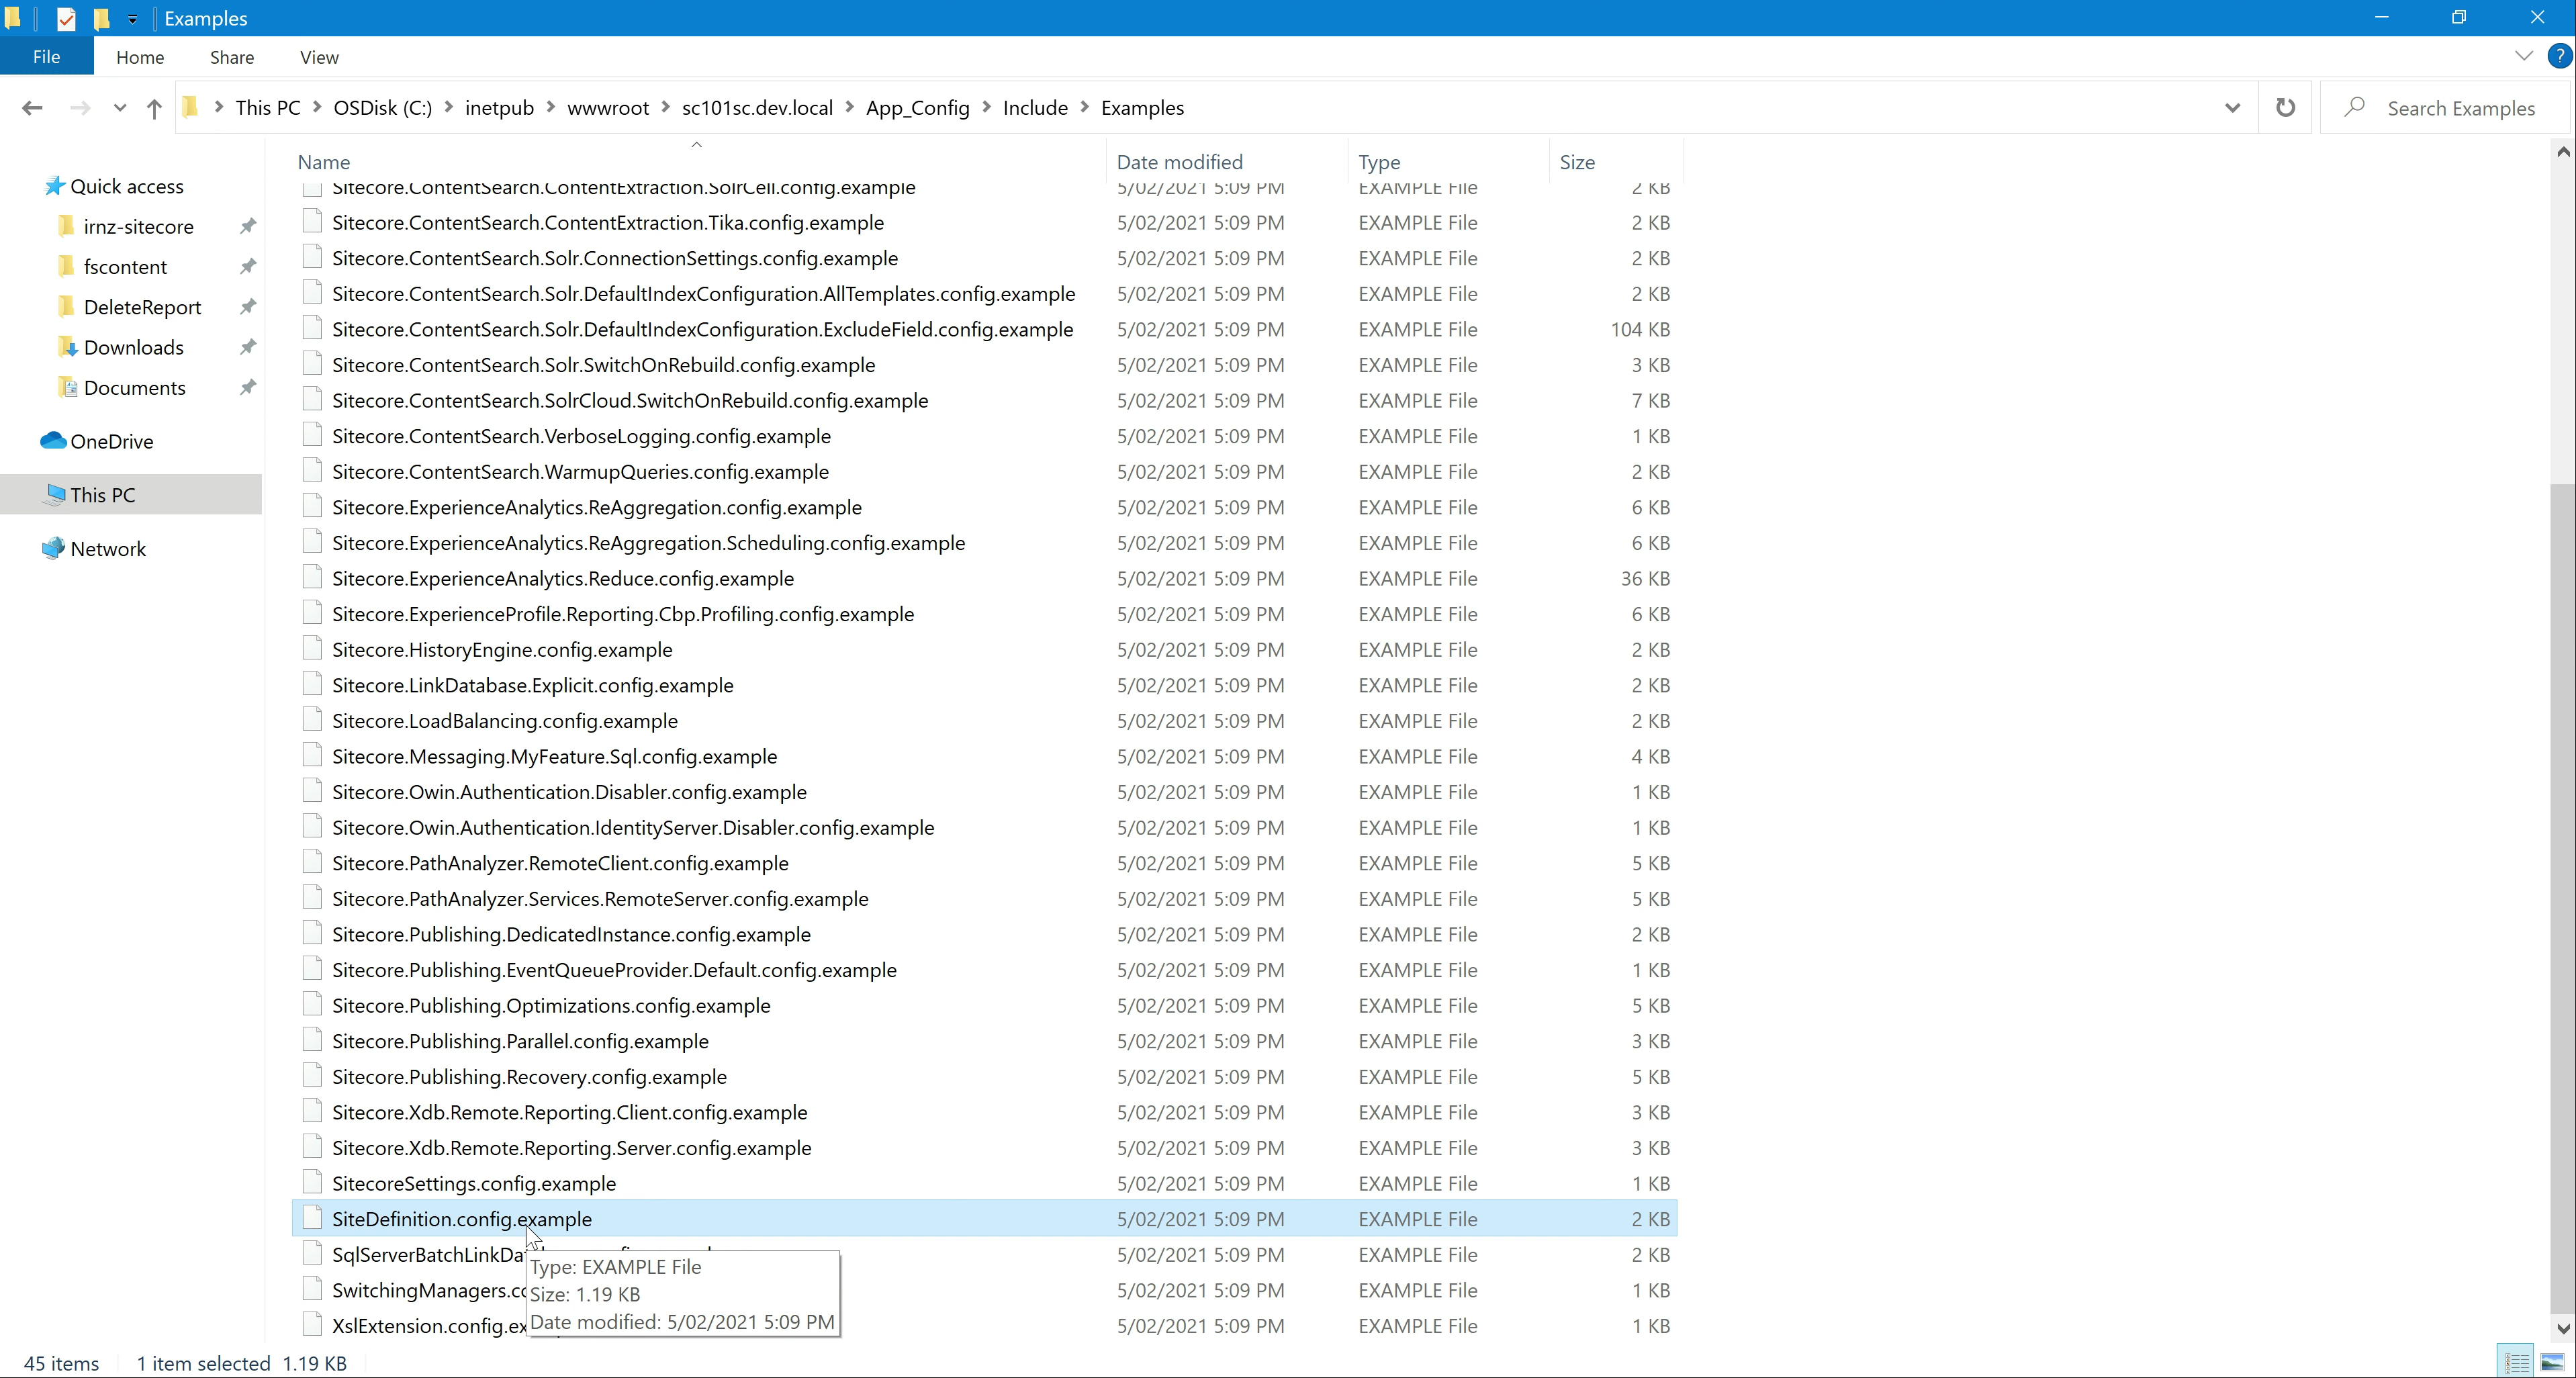 Examples
File Home Share View
This PC > OSDisk (C:) > inetpub > wwwroot > sc101sc.dev.local > App_Config > Include > Examples
Search Examples
Name Date modified Type Size
Quick access
irnz-sitecore
fscontent
DeleteReport
Downloads
Documents
OneDrive
This PC
Network
Sitecore.ContentSearch.ContentExtraction.SolrCell.config.example 5/02/2021 5:09 PM EXAMPLE File 2 KB
Sitecore.ContentSearch.ContentExtraction.Tika.config.example 5/02/2021 5:09 PM EXAMPLE File 2 KB
Sitecore.ContentSearch.Solr.ConnectionSettings.config.example 5/02/2021 5:09 PM EXAMPLE File 2 KB
Sitecore.ContentSearch.Solr.DefaultIndexConfiguration.AllTemplates.config.example 5/02/2021 5:09 PM EXAMPLE File 2 KB
Sitecore.ContentSearch.Solr.DefaultIndexConfiguration.ExcludeField.config.example 5/02/2021 5:09 PM EXAMPLE File 104 KB
Sitecore.ContentSearch.Solr.SwitchOnRebuild.config.example 5/02/2021 5:09 PM EXAMPLE File 3 KB
Sitecore.ContentSearch.SolrCloud.SwitchOnRebuild.config.example 5/02/2021 5:09 PM EXAMPLE File 7 KB
Sitecore.ContentSearch.VerboseLogging.config.example 5/02/2021 5:09 PM EXAMPLE File 1 KB
Sitecore.ContentSearch.WarmupQueries.config.example 5/02/2021 5:09 PM EXAMPLE File 2 KB
Sitecore.ExperienceAnalytics.ReAggregation.config.example 5/02/2021 5:09 PM EXAMPLE File 6 KB
Sitecore.ExperienceAnalytics.ReAggregation.Scheduling.config.example 5/02/2021 5:09 PM EXAMPLE File 6 KB
Sitecore.ExperienceAnalytics.Reduce.config.example 5/02/2021 5:09 PM EXAMPLE File 36 KB
Sitecore.ExperienceProfile.Reporting.Cbp.Profiling.config.example 5/02/2021 5:09 PM EXAMPLE File 6 KB
Sitecore.HistoryEngine.config.example 5/02/2021 5:09 PM EXAMPLE File 2 KB
Sitecore.LinkDatabase.Explicit.config.example 5/02/2021 5:09 PM EXAMPLE File 2 KB
Sitecore.LoadBalancing.config.example 5/02/2021 5:09 PM EXAMPLE File 2 KB
Sitecore.Messaging.MyFeature.Sql.config.example 5/02/2021 5:09 PM EXAMPLE File 4 KB
Sitecore.Owin.Authentication.Disabler.config.example 5/02/2021 5:09 PM EXAMPLE File 1 KB
Sitecore.Owin.Authentication.IdentityServer.Disabler.config.example 5/02/2021 5:09 PM EXAMPLE File 1 KB
Sitecore.PathAnalyzer.RemoteClient.config.example 5/02/2021 5:09 PM EXAMPLE File 5 KB
Sitecore.PathAnalyzer.Services.RemoteServer.config.example 5/02/2021 5:09 PM EXAMPLE File 5 KB
Sitecore.Publishing.DedicatedInstance.config.example 5/02/2021 5:09 PM EXAMPLE File 2 KB
Sitecore.Publishing.EventQueueProvider.Default.config.example 5/02/2021 5:09 PM EXAMPLE File 1 KB
Sitecore.Publishing.Optimizations.config.example 5/02/2021 5:09 PM EXAMPLE File 5 KB
Sitecore.Publishing.Parallel.config.example 5/02/2021 5:09 PM EXAMPLE File 3 KB
Sitecore.Publishing.Recovery.config.example 5/02/2021 5:09 PM EXAMPLE File 5 KB
Sitecore.Xdb.Remote.Reporting.Client.config.example 5/02/2021 5:09 PM EXAMPLE File 3 KB
Sitecore.Xdb.Remote.Reporting.Server.config.example 5/02/2021 5:09 PM EXAMPLE File 3 KB
SitecoreSettings.config.example 5/02/2021 5:09 PM EXAMPLE File 1 KB
SiteDefinition.config.example 5/02/2021 5:09 PM EXAMPLE File 2 KB
SqlServerBatchLinkDa 5/02/2021 5:09 PM EXAMPLE File 2 KB
SwitchingManagers.c 5/02/2021 5:09 PM EXAMPLE File 1 KB
XslExtension.config.ex 5/02/2021 5:09 PM EXAMPLE File 1 KB
Type: EXAMPLE File
Size: 1.19 KB
Date modified: 5/02/2021 5:09 PM
45 items 1 item selected 1.19 KB